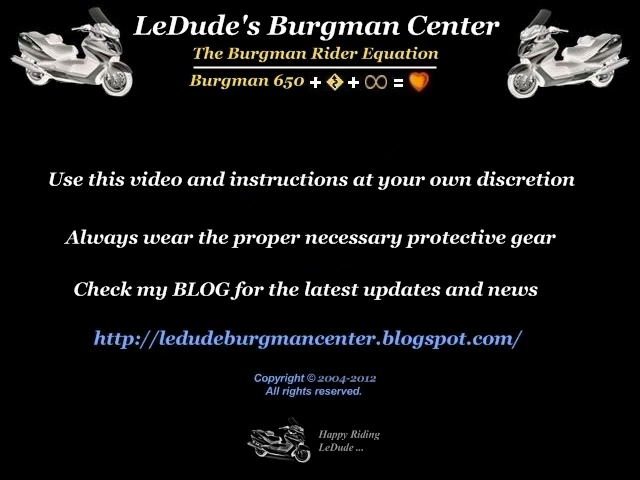 LeDude's Burgman Center
The Burgman Rider Equation
Burgman 650 + + ∞ =
Use this video and instructions at your own discretion
Always wear the proper necessary protective gear
Check my BLOG for the latest updates and news
http://ledudeburgmancenter.blogspot.com/
Copyright © 2004-2012
All rights reserved.
Happy Riding
LeDude ...